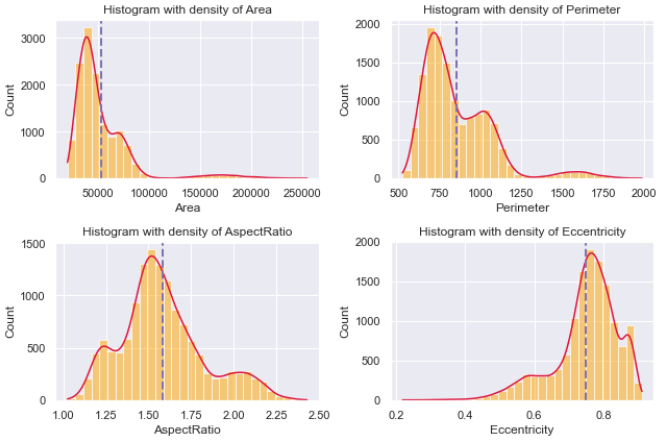 Histogram with density of Area
Count
3000
2000
1000
0
50000 100000 150000 200000 250000
Area
Histogram with density of Perimeter
Count
2000
1500
1000
500
0
500 750 1000 1250 1500 1750 2000
Perimeter
Histogram with density of AspectRatio
Count
1500
1000
500
0
1.00 1.25 1.50 1.75 2.00 2.25 2.50
AspectRatio
Histogram with density of Eccentricity
Count
2000
1500
1000
500
0
0.2 0.4 0.6 0.8
Eccentricity